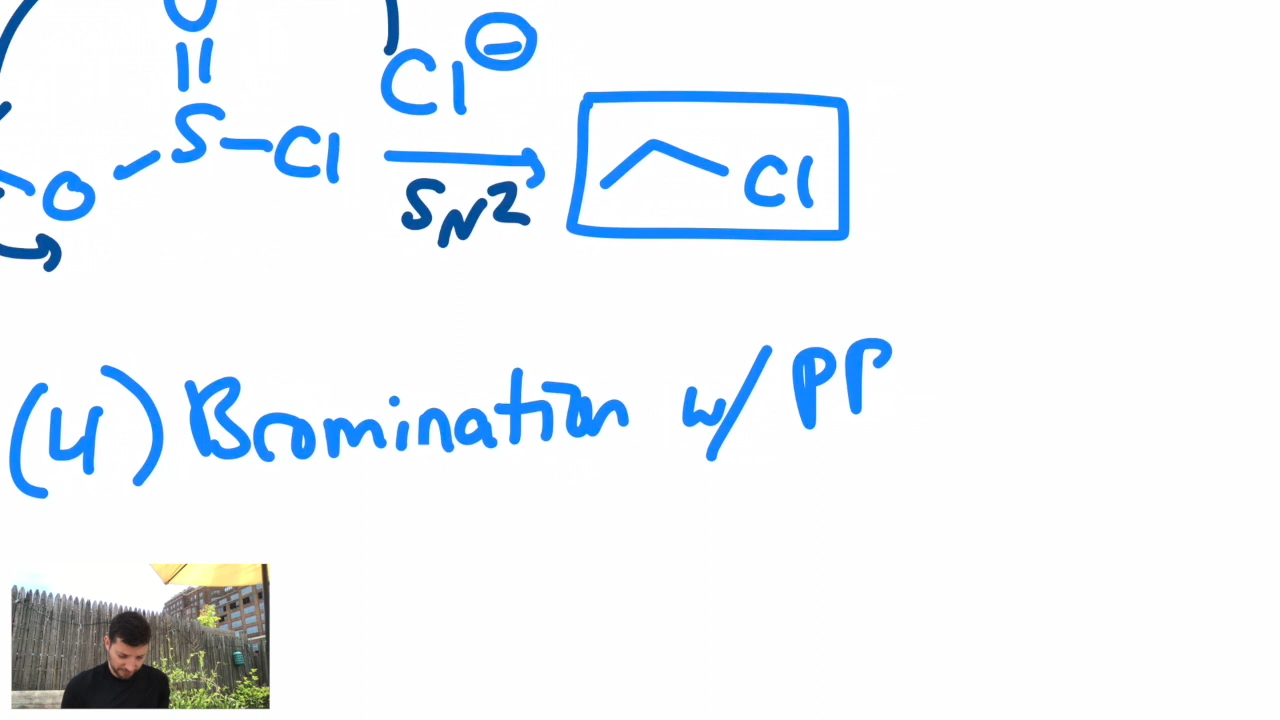 O
Cl ⊖
S-Cl
O
SN2
Cl
(4) Bromination w/ PP